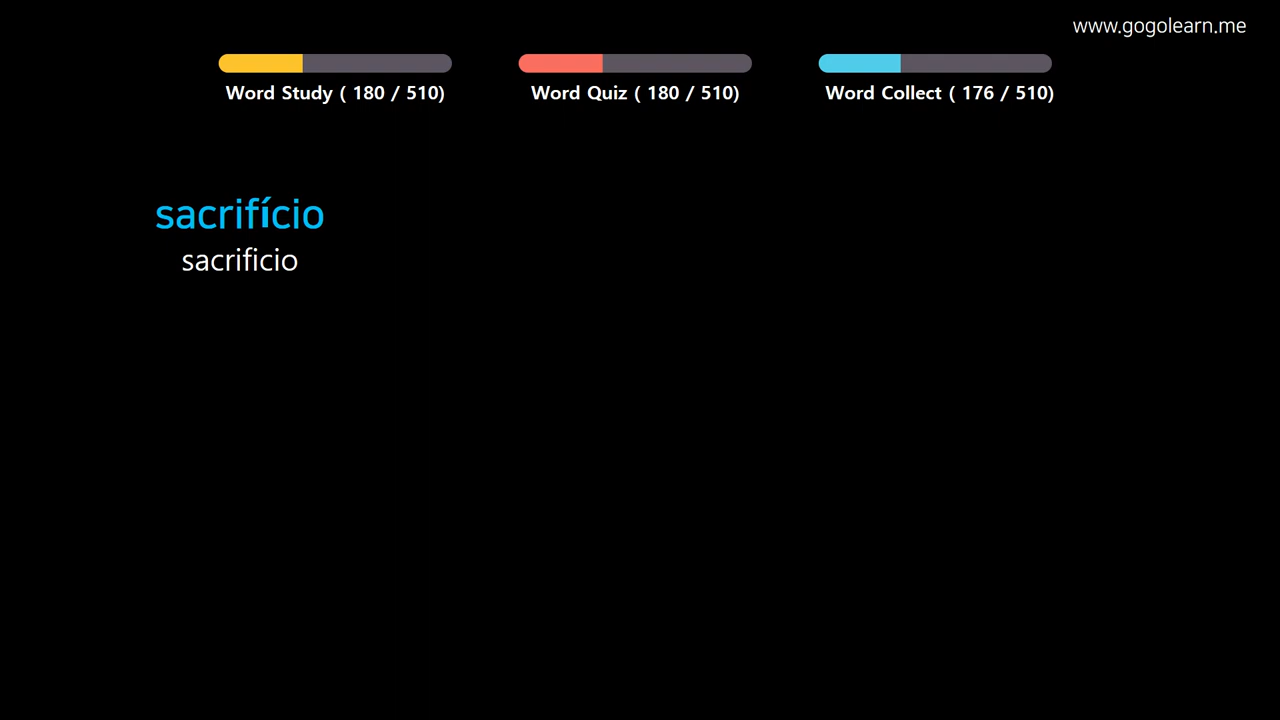 www.gogolearn.me
Word Study ( 180 / 510)
Word Quiz ( 180 / 510)
Word Collect ( 176 / 510)
sacrifício
sacrificio